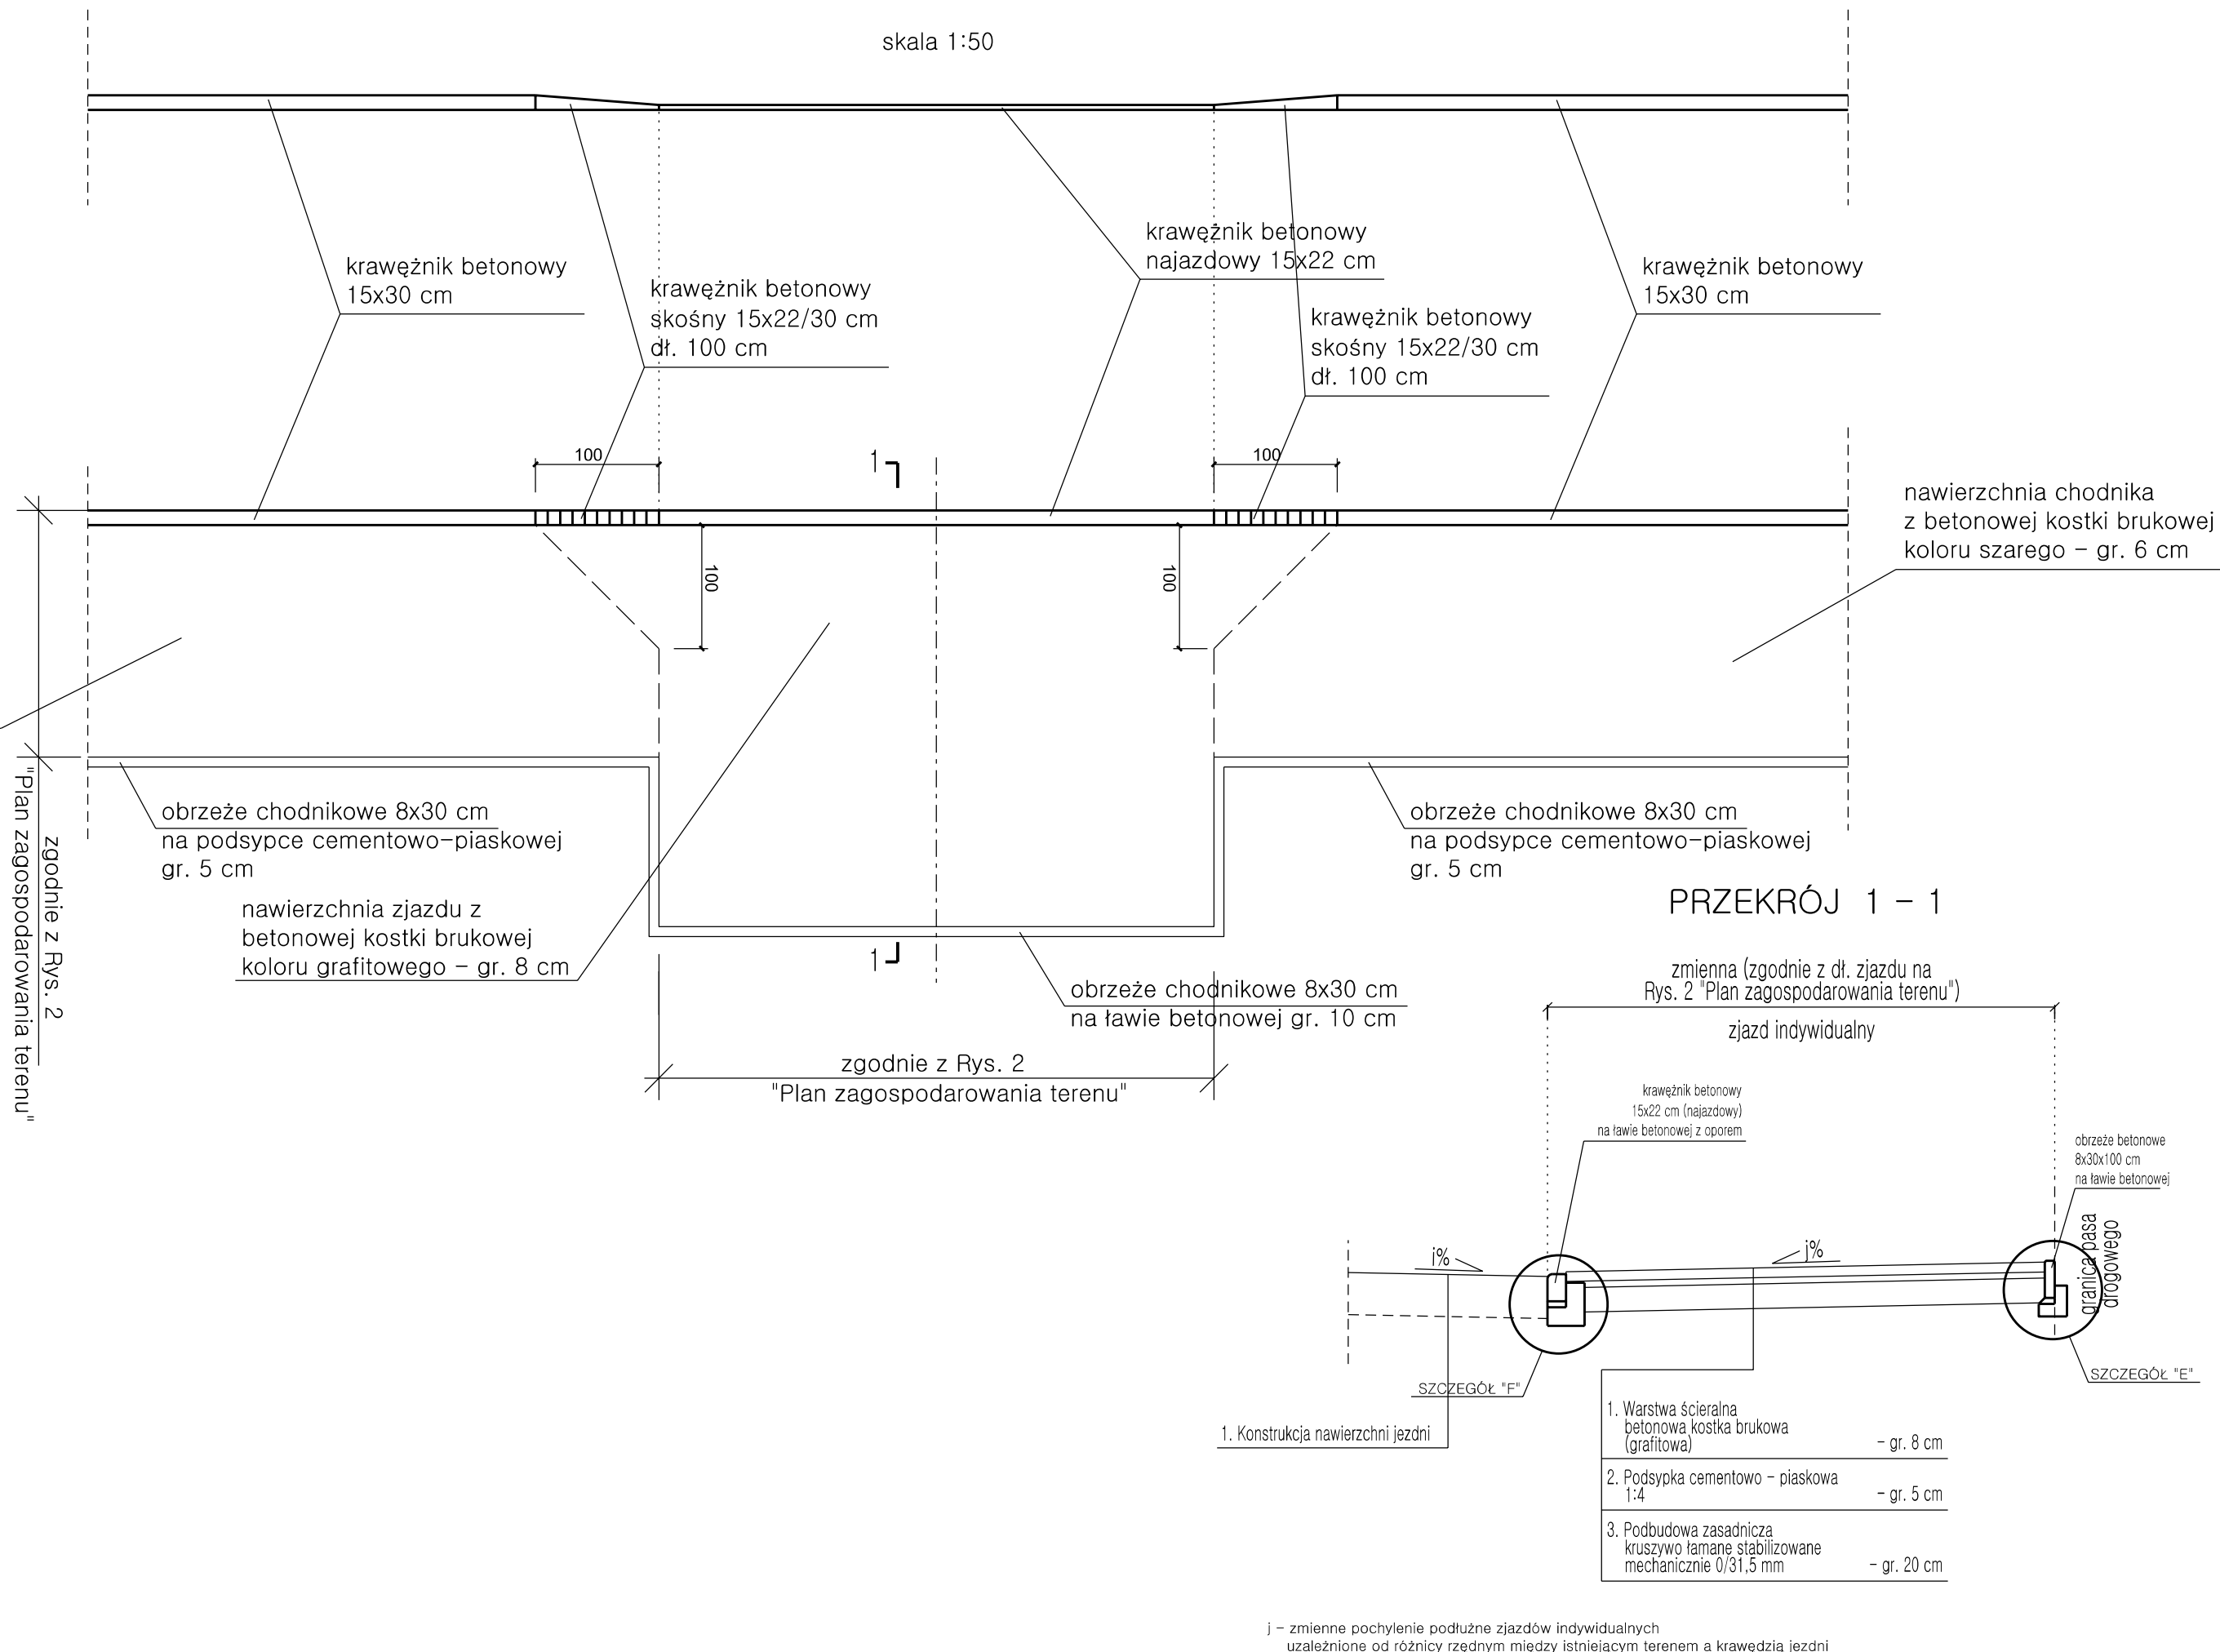 skala 1:50
krawężnik betonowy
15x30 cm
krawężnik betonowy
skośny 15x22/30 cm
dł. 100 cm
krawężnik betonowy
najazdowy 15x22 cm
krawężnik betonowy
skośny 15x22/30 cm
dł. 100 cm
krawężnik betonowy
15x30 cm
100
1
100
nawierzchnia chodnika
z betonowej kostki brukowej
koloru szarego - gr. 6 cm
100
100
zgodnie z Rys. 2
"Plan zagospodarowania terenu"
obrzeże chodnikowe 8x30 cm
na podsypce cementowo-piaskowej
gr. 5 cm
nawierzchnia zjazdu z
betonowej kostki brukowej
koloru grafitowego - gr. 8 cm
1
obrzeże chodnikowe 8x30 cm
na ławie betonowej gr. 10 cm
zgodnie z Rys. 2
"Plan zagospodarowania terenu"
obrzeże chodnikowe 8x30 cm
na podsypce cementowo-piaskowej
gr. 5 cm
PRZEKRÓJ 1 - 1
zmienna (zgodnie z dł. zjazdu na
Rys. 2 "Plan zagospodarowania terenu")
zjazd indywidualny
krawężnik betonowy
15x22 cm (najazdowy)
na ławie betonowej z oporem
obrzeże betonowe
8x30x100 cm
na ławie betonowej
granica pasa
drogowego
i%
j%
SZCZEGÓŁ "F"
SZCZEGÓŁ "E"
1. Konstrukcja nawierzchni jezdni
1. Warstwa ścieralna
betonowa kostka brukowa
(grafitowa) - gr. 8 cm
2. Podsypka cementowo - piaskowa
1:4 - gr. 5 cm
3. Podbudowa zasadnicza
kruszywo łamane stabilizowane
mechanicznie 0/31,5 mm - gr. 20 cm
j - zmienne pochylenie podłużne zjazdów indywidualnych
uzależnione od różnicy rzędnym między istniejącym terenem a krawędzią jezdni